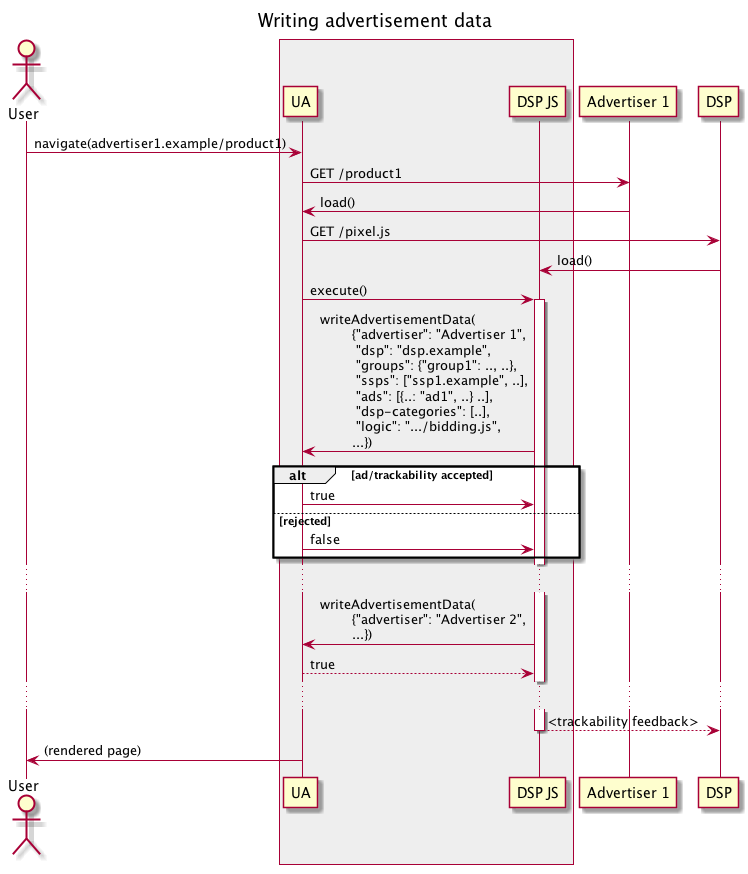 Writing advertisement data
User
UA
DSP JS
Advertiser 1
DSP
navigate(advertiser1.example/product1)
GET /product1
load()
GET /pixel.js
load()
execute()
writeAdvertisementData(
{"advertiser": "Advertiser 1",
"dsp": "dsp.example",
"groups": {"group1": .., ..},
"ssps": ["ssp1.example", ..],
"ads": [{..: "ad1", ..} ..],
"dsp-categories": [..],
"logic": ".../bidding.js",
...})
alt
[ad/trackability accepted]
true
[rejected]
false
writeAdvertisementData(
{"advertiser": "Advertiser 2",
...})
true
<trackability feedback>
(rendered page)
User
UA
DSP JS
Advertiser 1
DSP